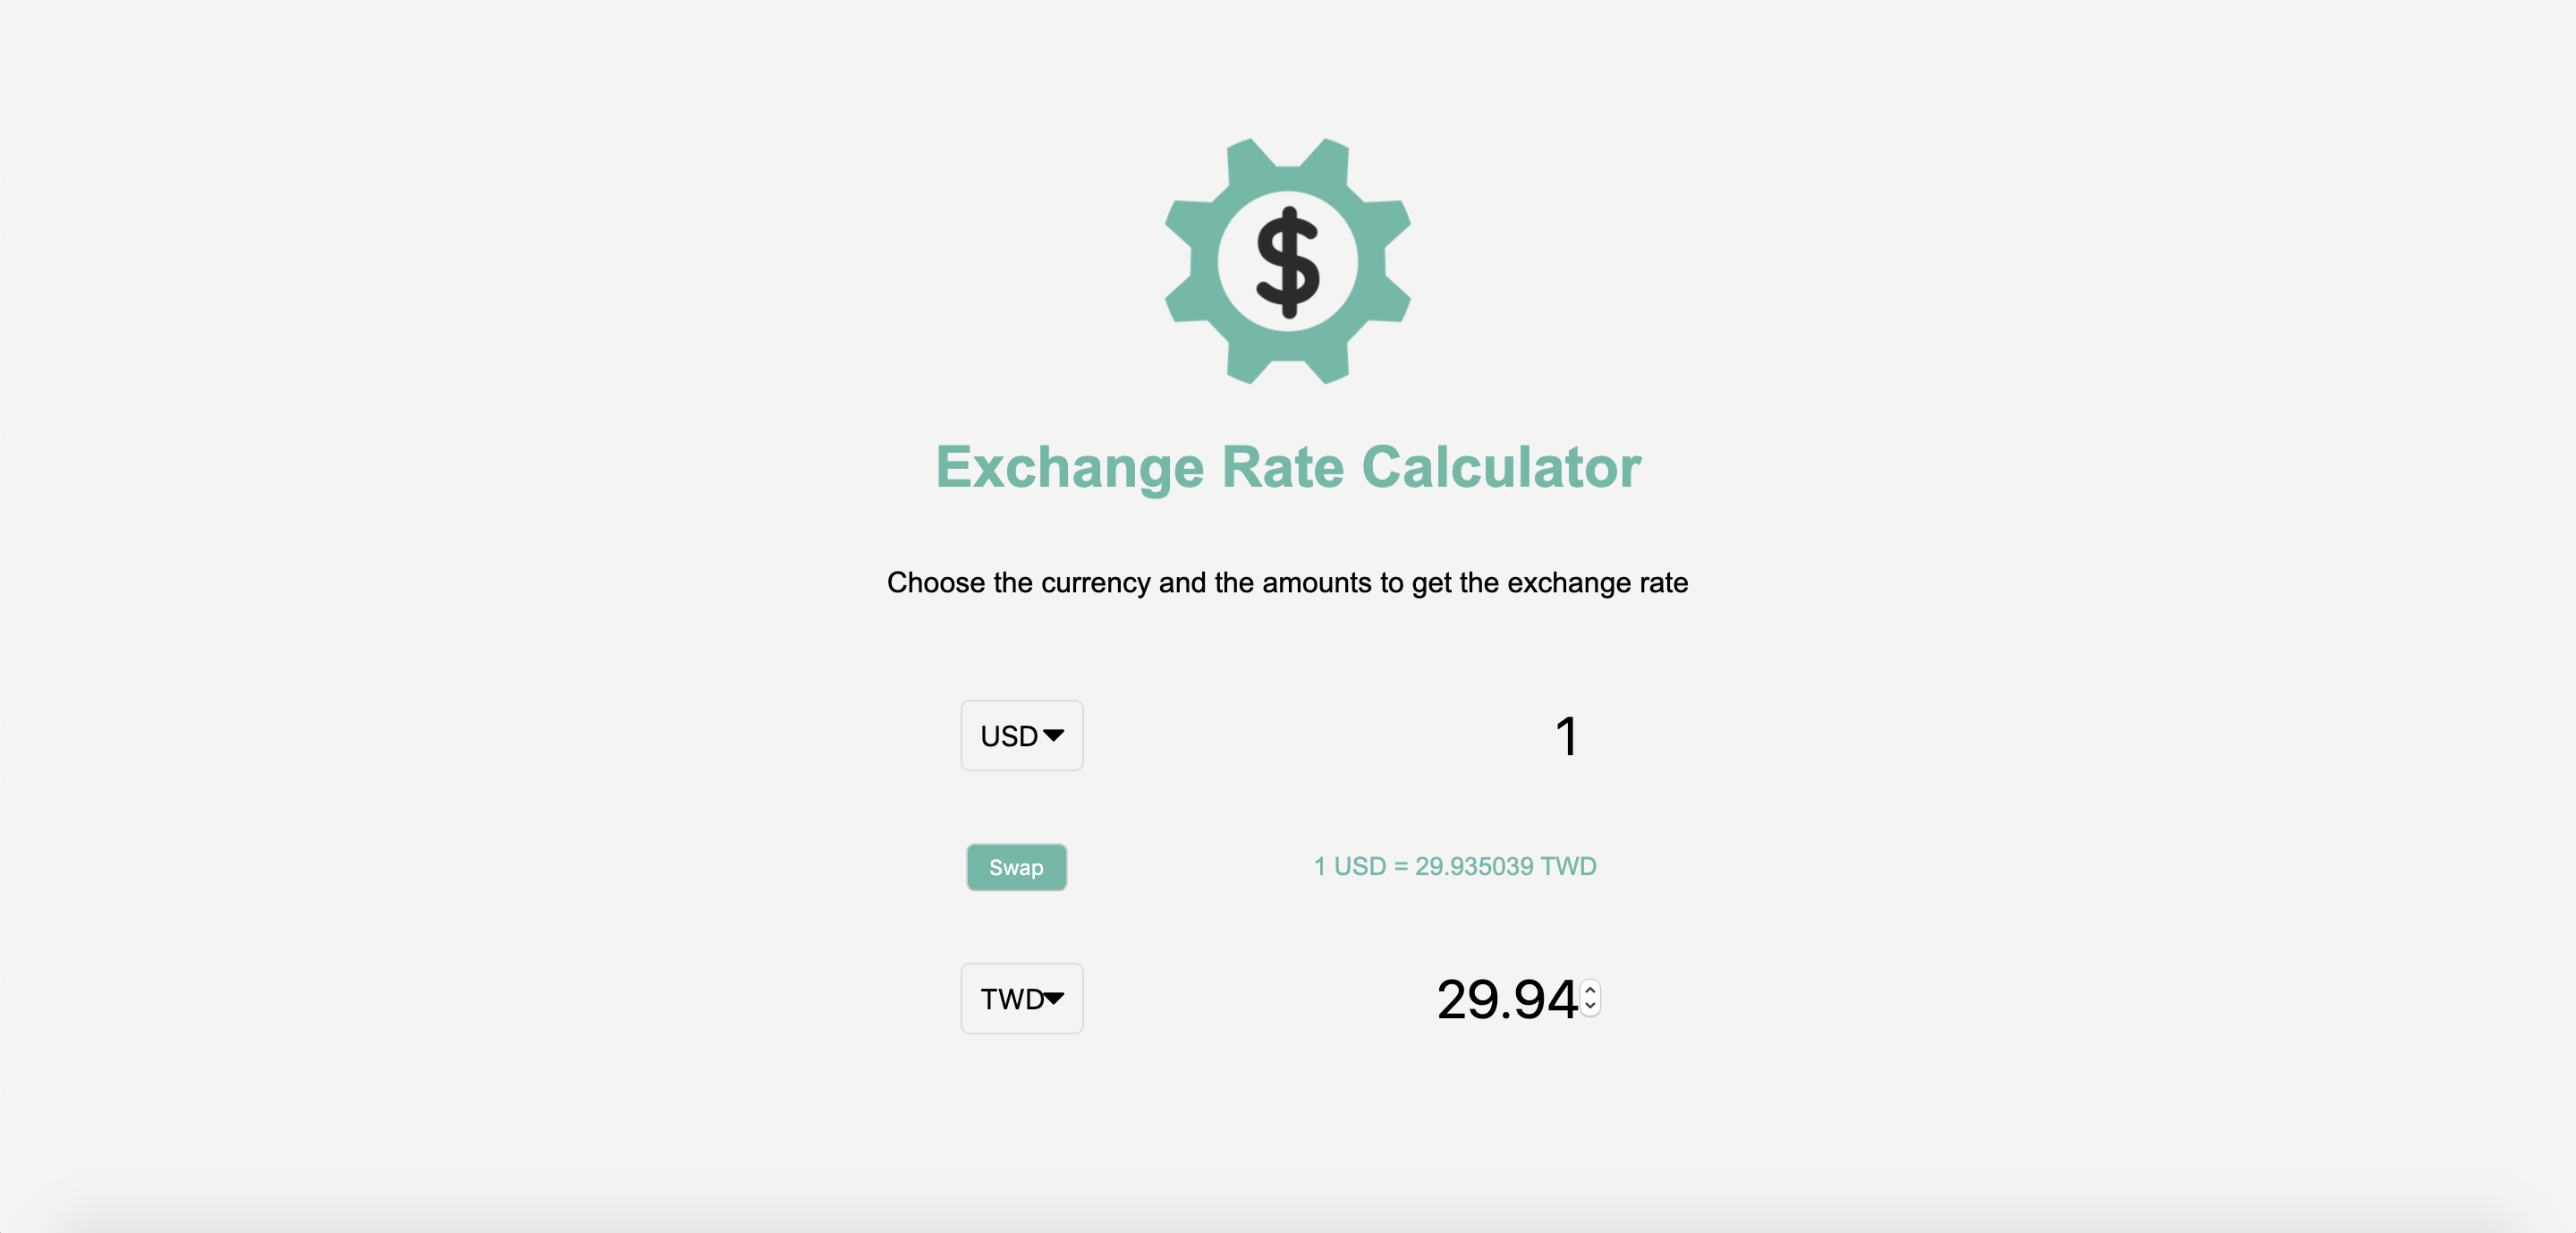 $
Exchange Rate Calculator
Choose the currency and the amounts to get the exchange rate
USD 1
Swap 1 USD = 29.935039 TWD
TWD 29.94